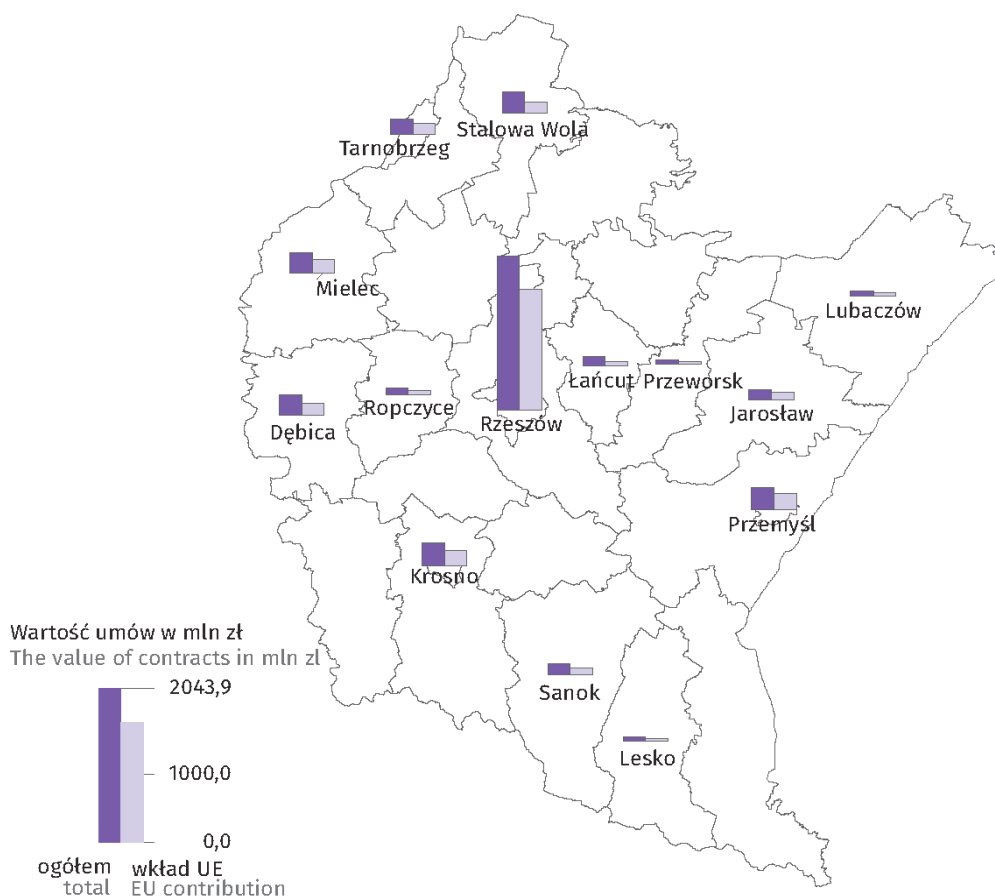 Stalowa Wola
Tarnobrzeg
Mielec
Lubaczów
Łańcut
Przeworsk
Ropczyce
Jarosław
Rzeszów
Dębica
Przemyśl
Krosno
Wartość umów w mln zł
The value of contracts in mln zl
2043,9
Sanok
Lesko
1000,0
0,0
ogółem wkład UE
total EU contribution